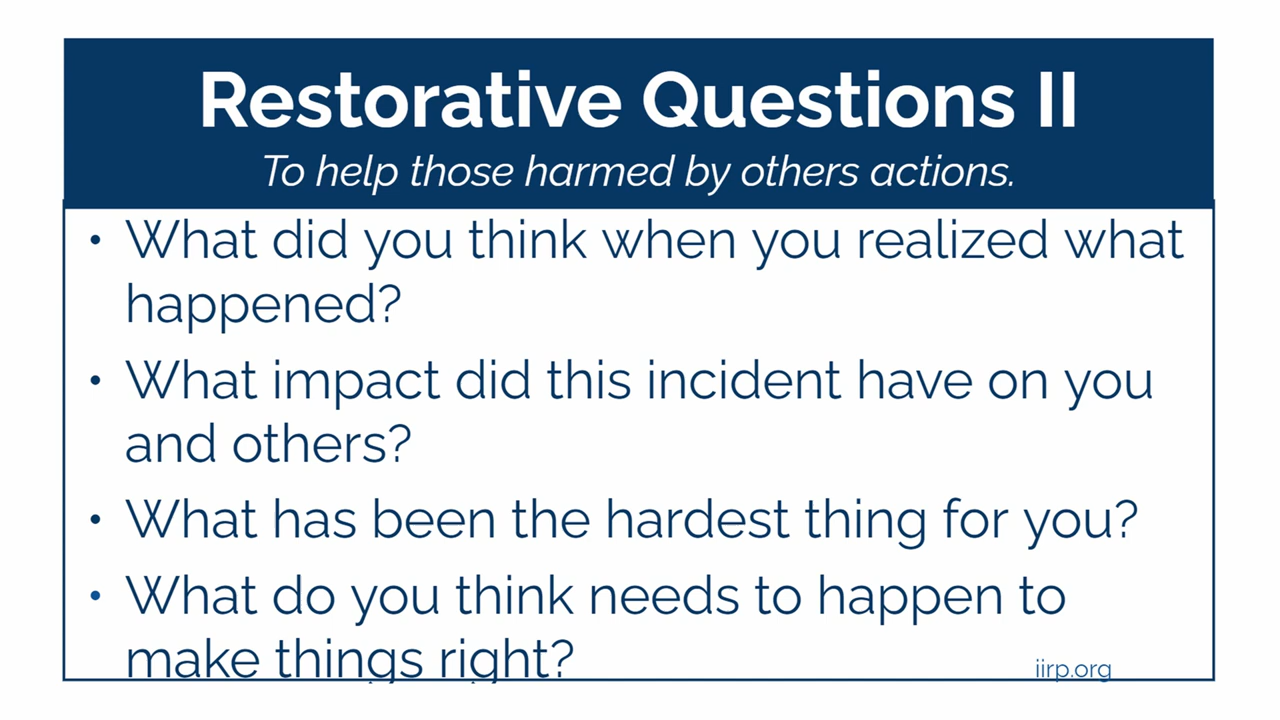 Restorative Questions II
To help those harmed by others actions.
• What did you think when you realized what
happened?
• What impact did this incident have on you
and others?
• What has been the hardest thing for you?
• What do you think needs to happen to
make things right?
iirp.org